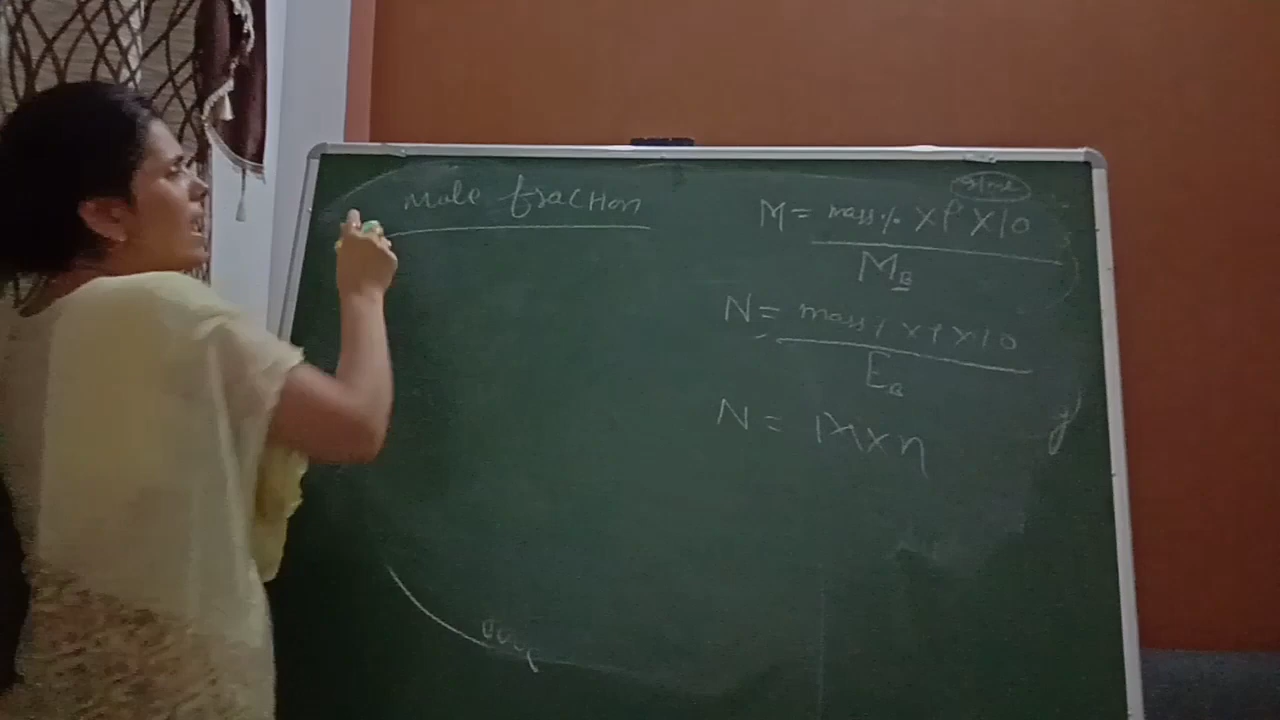 Mole fraction
M = mass % × ρ × 10
M_B
N = mass % × ρ × 10
E_B
N = M × n